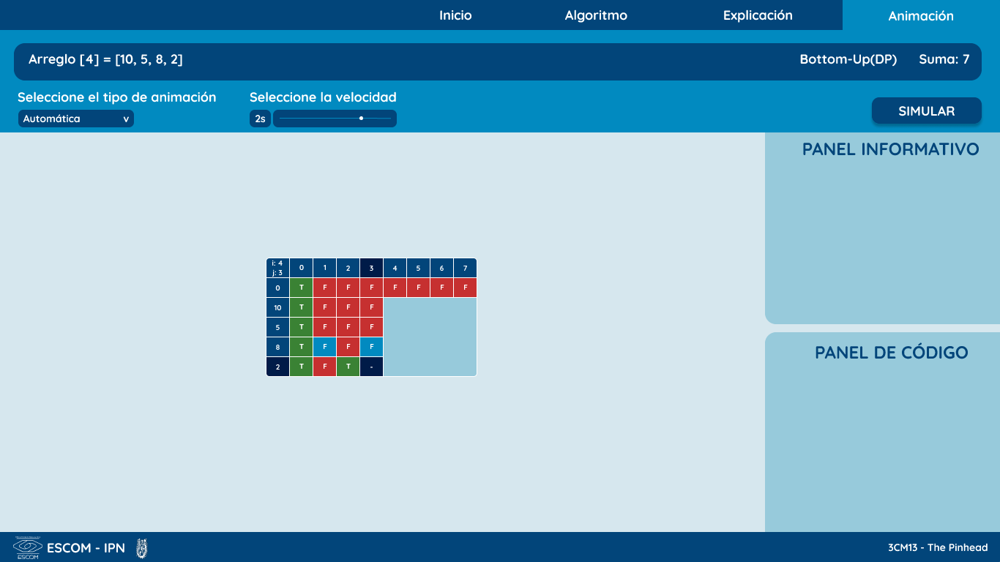 Inicio Algoritmo Explicación Animación
Arreglo [4] = [10, 5, 8, 2] Bottom-Up(DP) Suma: 7
Seleccione el tipo de animación Seleccione la velocidad
Automática v 2s SIMULAR
PANEL INFORMATIVO
i: 4
j: 3
0 1 2 3 4 5 6 7
0 T F F F F F F F
10 T F F F
5 T F F F
8 T F F F
2 T F T -
PANEL DE CÓDIGO
ESCOM
ESCOM - IPN
3CM13 - The Pinhead